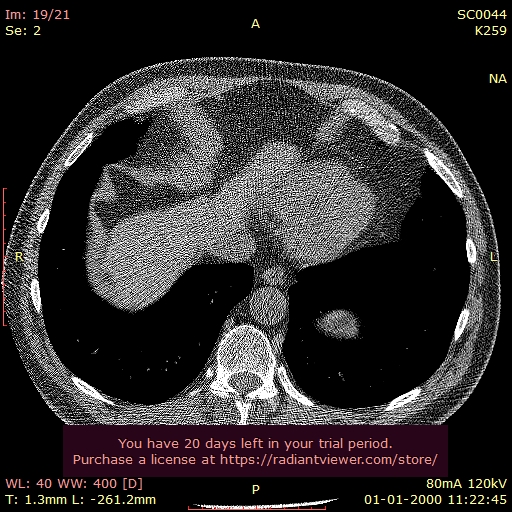 Im: 19/21
Se: 2
A
SC0044
K259
NA
R
L
You have 20 days left in your trial period.
Purchase a license at https://radiantviewer.com/store/
WL: 40 WW: 400 [D]
T: 1.3mm L: -261.2mm
P
80mA 120kV
01-01-2000 11:22:45